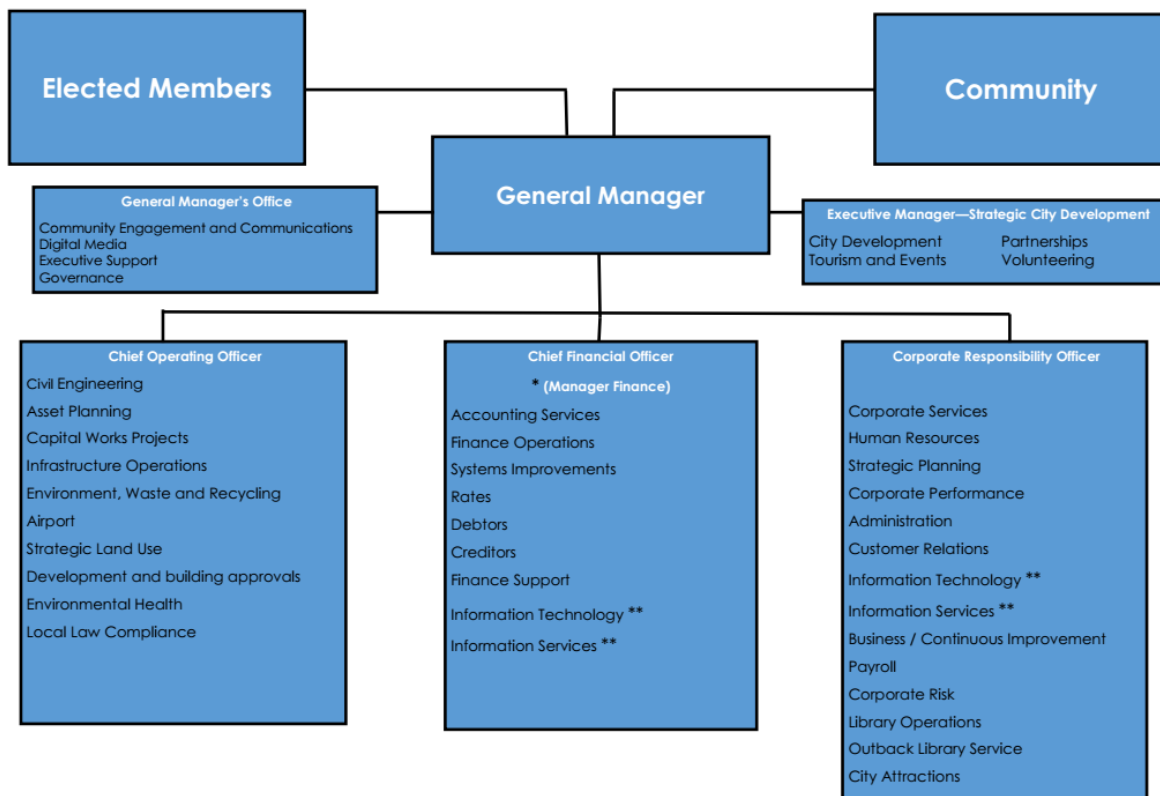 Elected Members
Community
General Manager
General Manager's Office
Community Engagement and Communications
Digital Media
Executive Support
Governance
Executive Manager—Strategic City Development
City Development
Partnerships
Tourism and Events
Volunteering
Chief Operating Officer
Civil Engineering
Asset Planning
Capital Works Projects
Infrastructure Operations
Environment, Waste and Recycling
Airport
Strategic Land Use
Development and building approvals
Environmental Health
Local Law Compliance
Chief Financial Officer
* (Manager Finance)
Accounting Services
Finance Operations
Systems Improvements
Rates
Debtors
Creditors
Finance Support
Information Technology **
Information Services **
Corporate Responsibility Officer
Corporate Services
Human Resources
Strategic Planning
Corporate Performance
Administration
Customer Relations
Information Technology **
Information Services **
Business / Continuous Improvement
Payroll
Corporate Risk
Library Operations
Outback Library Service
City Attractions